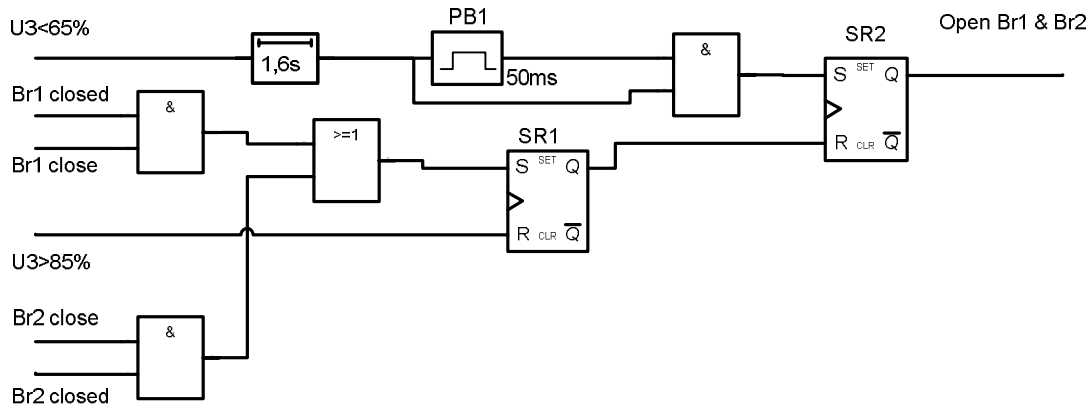 U3<65%
1,6s
PB1
50ms
&
SR2
Open Br1 & Br2
S SET Q
R CLR Q̅
Br1 closed
&
Br1 close
>=1
SR1
S SET Q
R CLR Q̅
U3>85%
Br2 close
&
Br2 closed